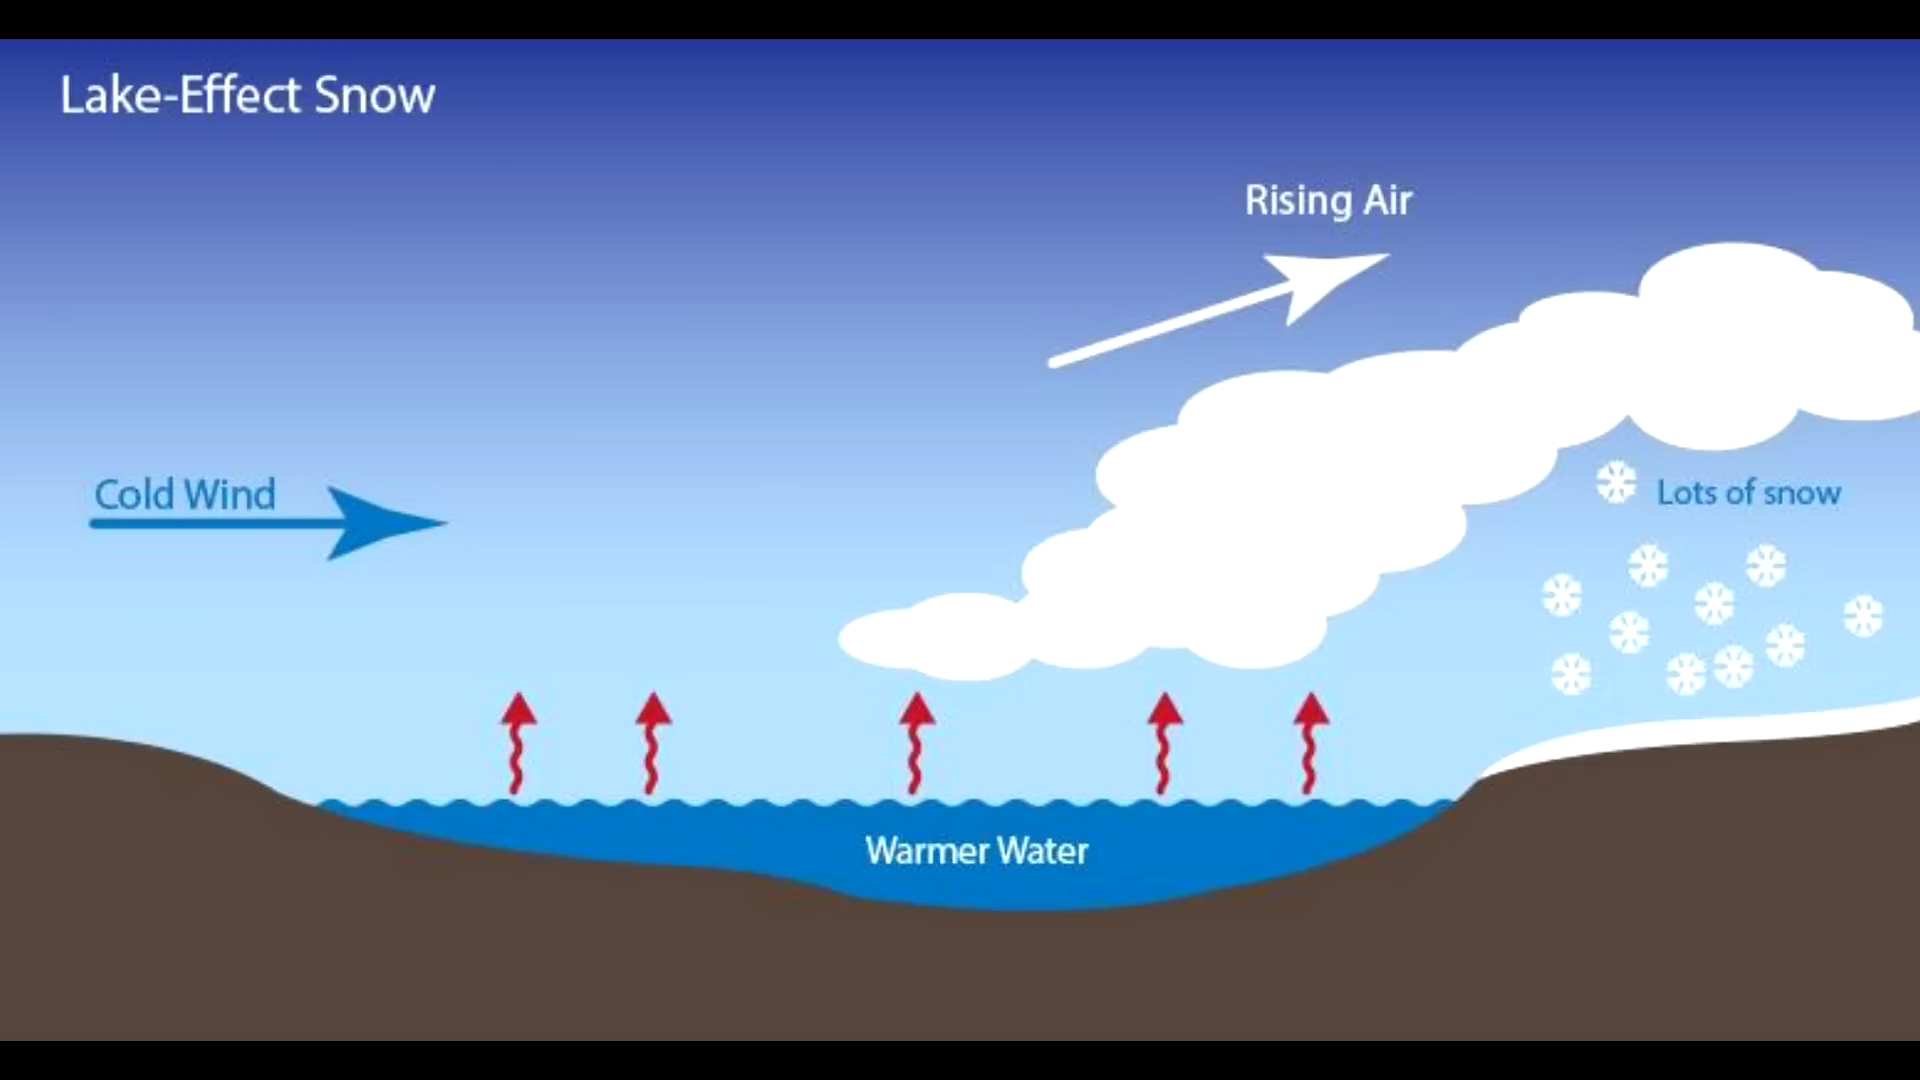 Lake-Effect Snow
Rising Air
Cold Wind
Lots of snow
Warmer Water